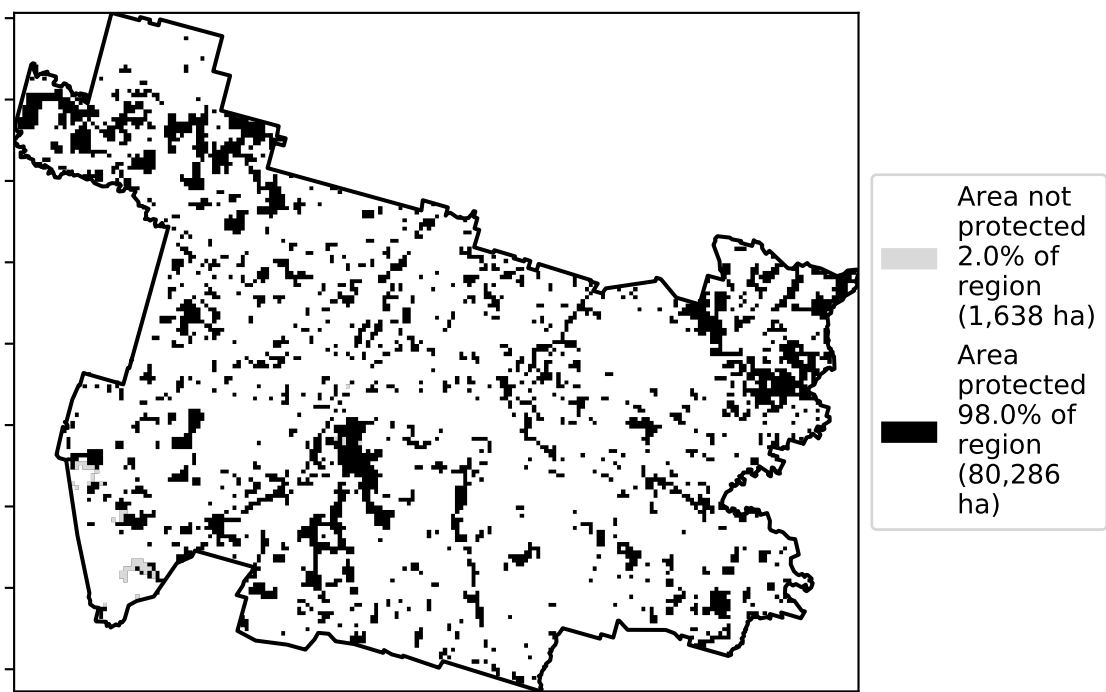 Area not
protected
2.0% of
region
(1,638 ha)
Area
protected
98.0% of
region
(80,286
ha)